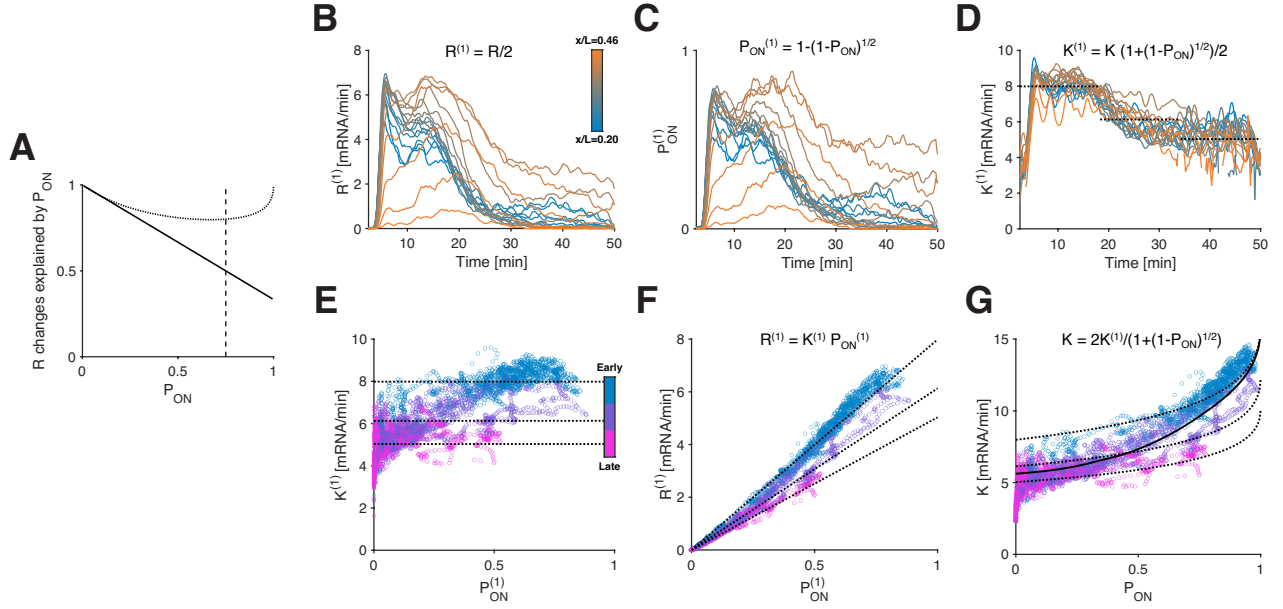 A
R changes explained by P_ON
1
0.5
0
0.5
1
P_ON
B
R^(1) = R/2
x/L=0.46
x/L=0.20
R^(1) [mRNA/min]
8
6
4
2
0
10
20
30
40
50
Time [min]
C
P_ON^(1) = 1-(1-P_ON)^1/2
P_ON^(1)
1
0
10
20
30
40
50
Time [min]
D
K^(1) = K (1+(1-P_ON)^1/2)/2
K^(1) [mRNA/min]
10
8
6
4
2
0
10
20
30
40
50
Time [min]
E
K^(1) [mRNA/min]
10
8
6
4
2
0
0
0.5
1
P_ON^(1)
Early
Late
F
R^(1) = K^(1) P_ON^(1)
R^(1) [mRNA/min]
8
6
4
2
0
0
0.5
1
P_ON^(1)
G
K = 2K^(1)/(1+(1-P_ON)^1/2)
K [mRNA/min]
15
10
5
0
0
0.5
1
P_ON